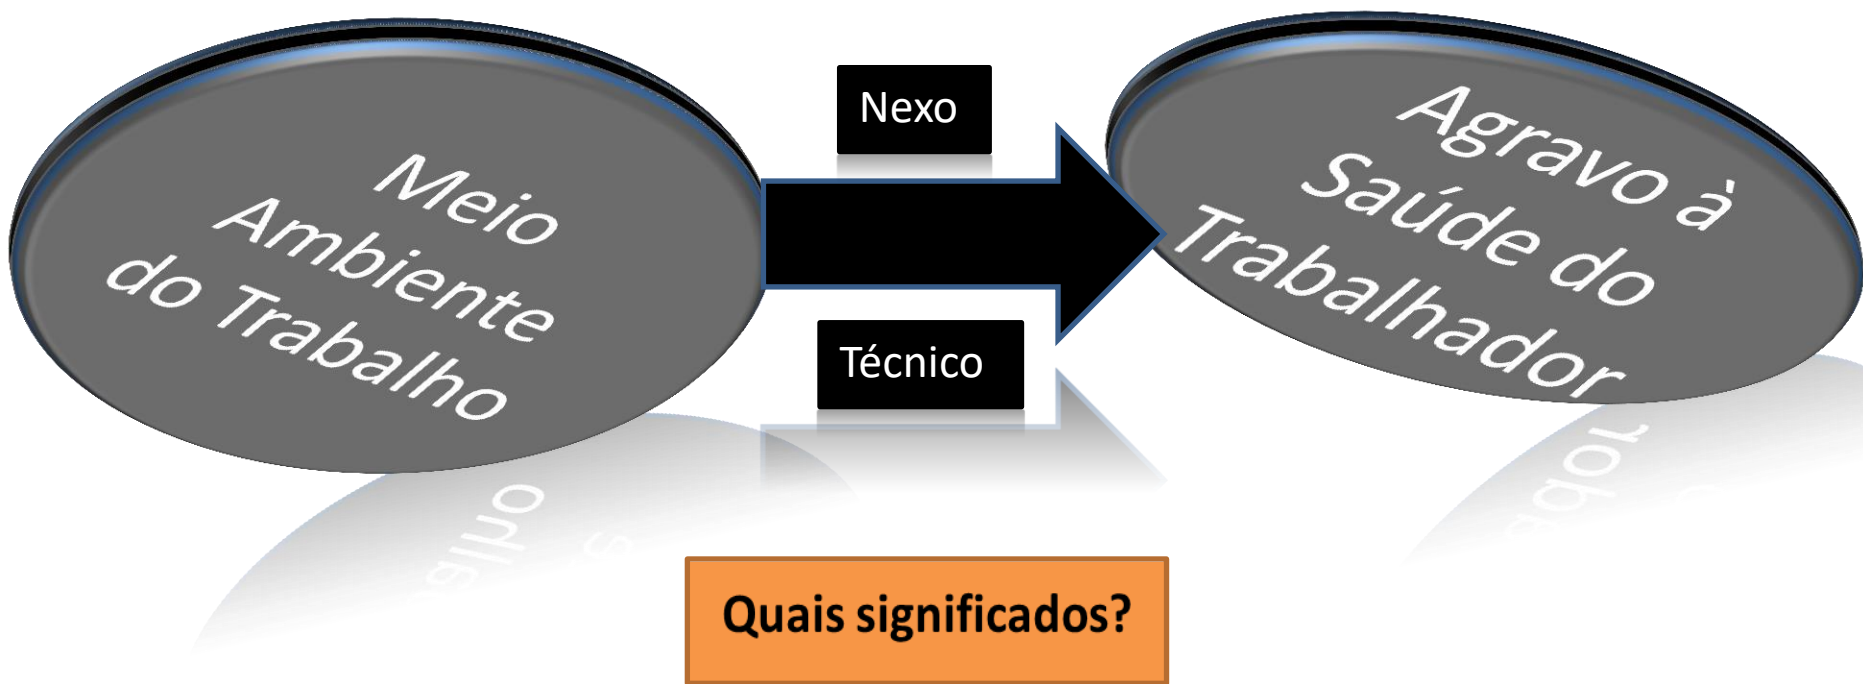 Meio
Ambiente
do Trabalho
Nexo
Técnico
Agravo à
Saúde do
Trabalhador
Quais significados?